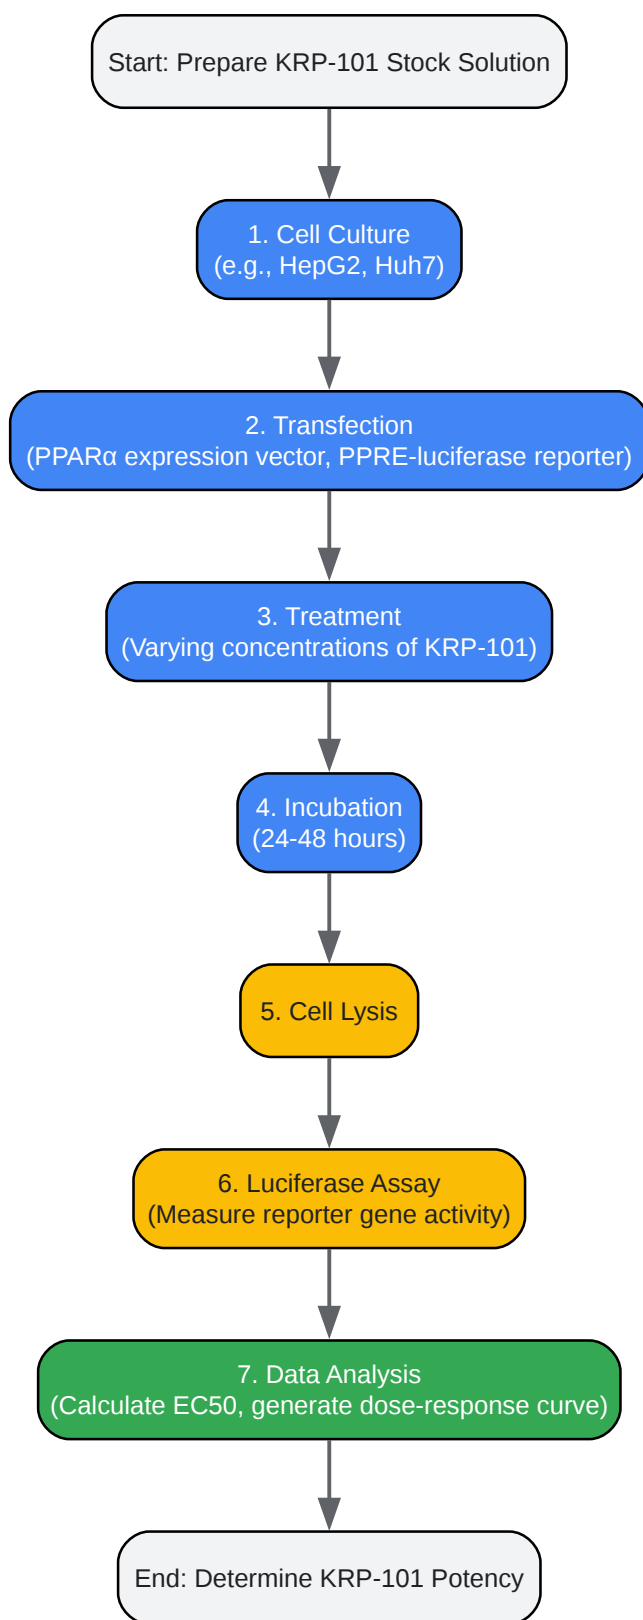 Start: Prepare KRP-101 Stock Solution
1. Cell Culture
(e.g., HepG2, Huh7)
2. Transfection
(PPARα expression vector, PPRE-luciferase reporter)
3. Treatment
(Varying concentrations of KRP-101)
4. Incubation
(24-48 hours)
5. Cell Lysis
6. Luciferase Assay
(Measure reporter gene activity)
7. Data Analysis
(Calculate EC50, generate dose-response curve)
End: Determine KRP-101 Potency